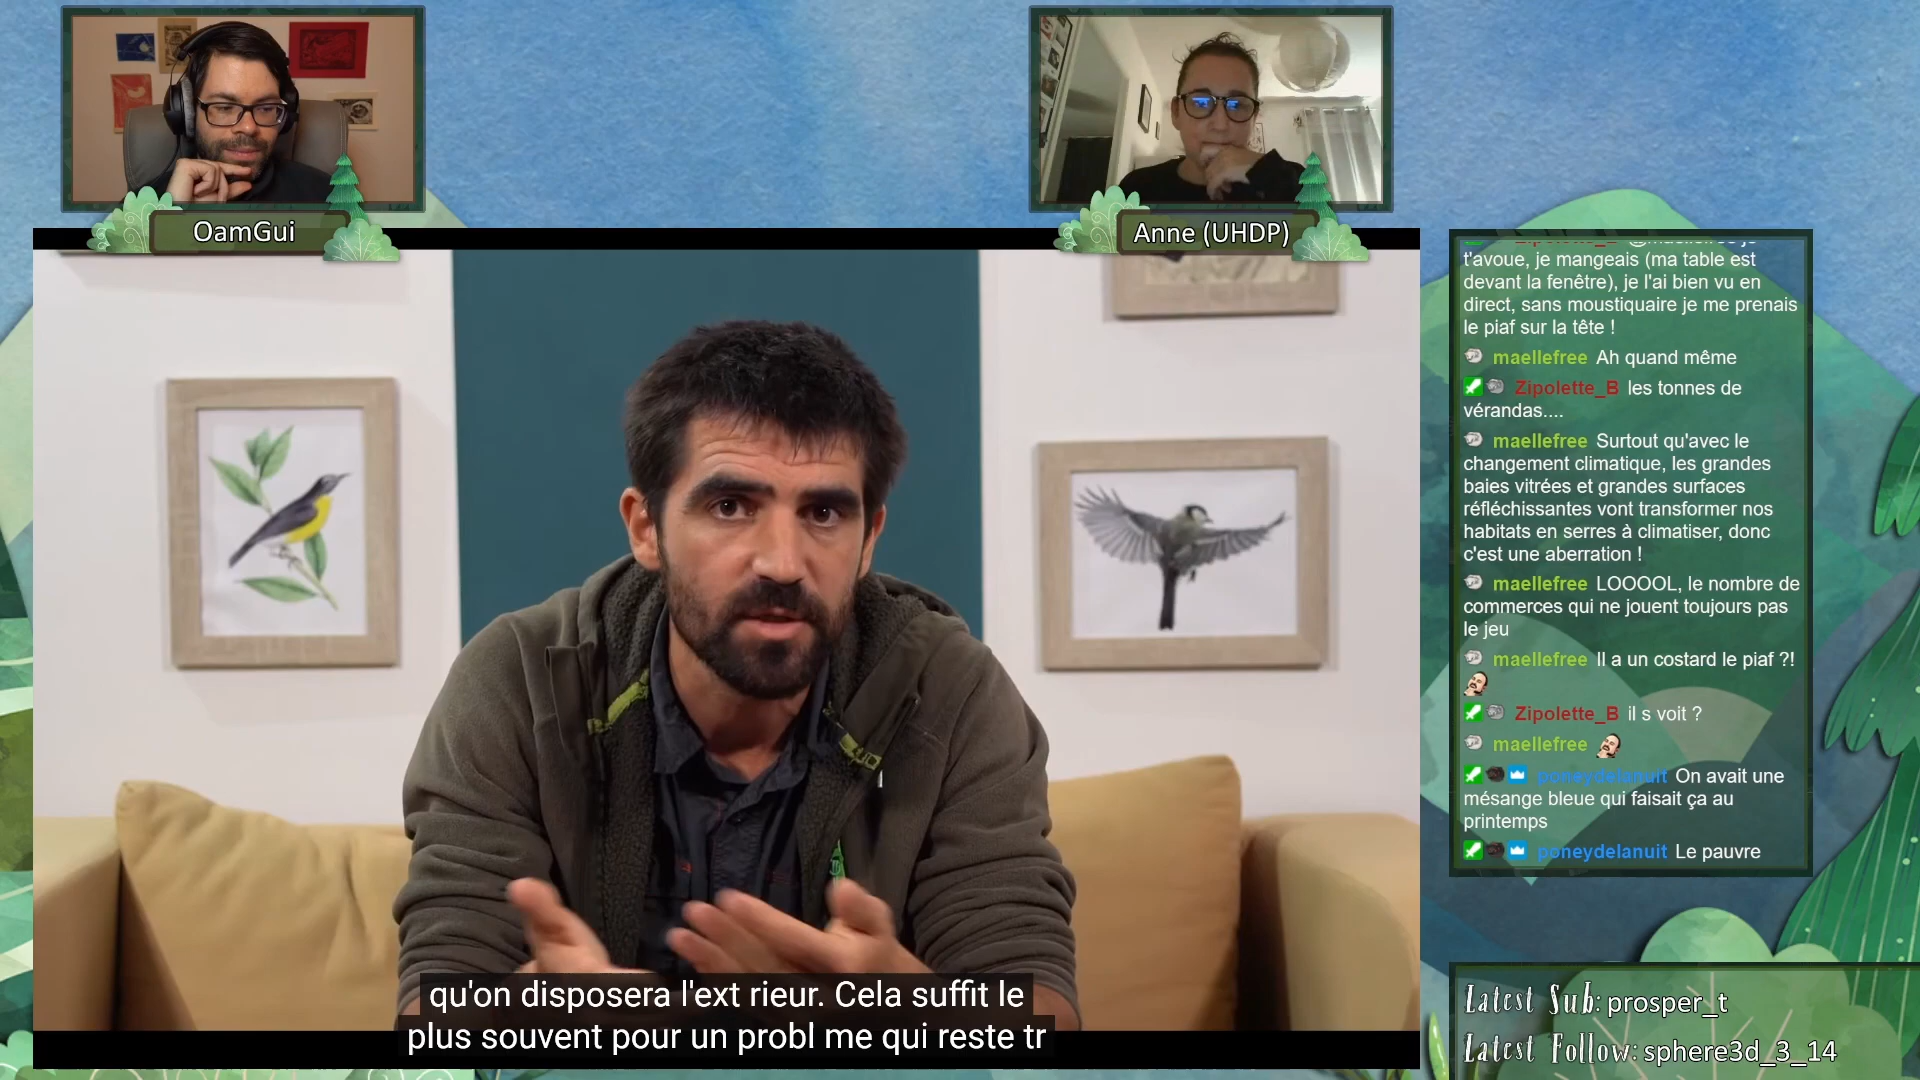 OamGui
Anne (UHDP)
t'avoue, je mangeais (ma table est
devant la fenêtre), je l'ai bien vu en
direct, sans moustiquaire je me prenais
le piaf sur la tête !
maellefree Ah quand même
Zipolette_B les tonnes de
vérandas....
maellefree Surtout qu'avec le
changement climatique, les grandes
baies vitrées et grandes surfaces
réfléchissantes vont transformer nos
habitats en serres à climatiser, donc
c'est une aberration !
maellefree LOOOOL, le nombre de
commerces qui ne jouent toujours pas
le jeu
maellefree Il a un costard le piaf ?!
Zipolette_B il s voit ?
maellefree
poneydelanuit On avait une
mésange bleue qui faisait ça au
printemps
poneydelanuit Le pauvre
qu'on disposera l'ext rieur. Cela suffit le
plus souvent pour un probl me qui reste tr
Latest Sub: prosper_t
Latest Follow: sphere3d_3_14